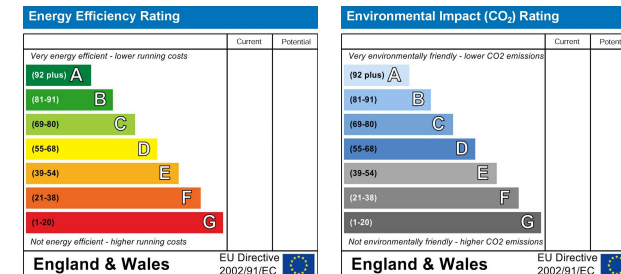 Energy Efficiency Rating
Current Potential
Very energy efficient - lower running costs
(92 plus) A
(81-91) B
(69-80) C
(55-68) D
(39-54) E
(21-38) F
(1-20) G
Not energy efficient - higher running costs
England & Wales
EU Directive
2002/91/EC
Environmental Impact (CO₂) Rating
Current Potent
Very environmentally friendly - lower CO2 emissions
(92 plus) A
(81-91) B
(69-80) C
(55-68) D
(39-54) E
(21-38) F
(1-20) G
Not environmentally friendly - higher CO2 emissions
England & Wales
EU Directive
2002/91/EC